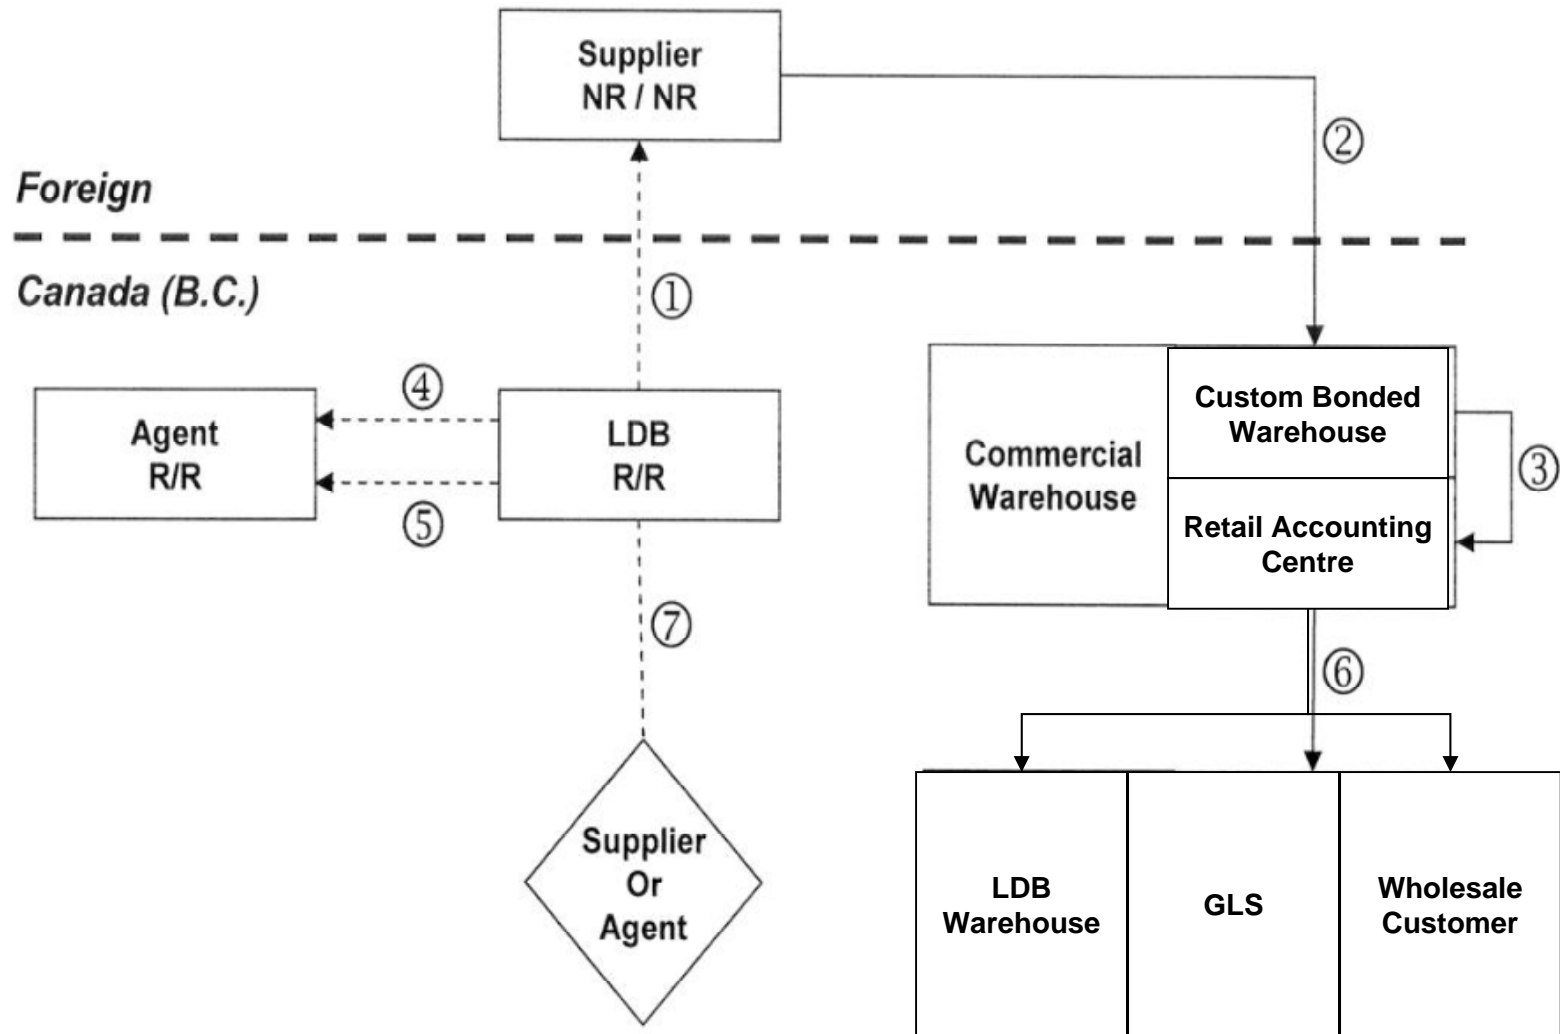 Supplier
NR / NR
②
Foreign
Canada (B.C.)
①
④
Agent
R/R
LDB
R/R
⑤
Commercial
Warehouse
Custom Bonded
Warehouse
③
Retail Accounting
Centre
⑦
⑥
Supplier
Or
Agent
LDB
Warehouse
GLS
Wholesale
Customer